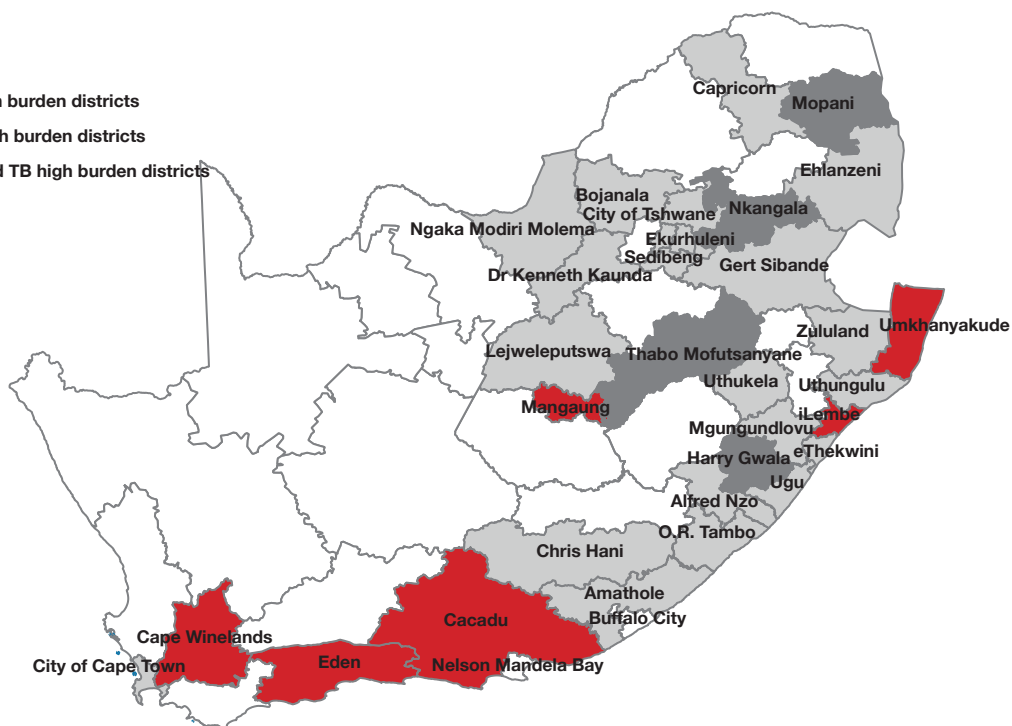 burden districts
burden districts
TB high burden districts
Capricorn
Mopani
Ehlanzeni
Bojanala
City of Tshwane
Nkangala
Ngaka Modiri Molema
Ekurhuleni
Sedibeng
Gert Sibande
Dr Kenneth Kaunda
Zululand
Umkhanyakude
Lejweleputswa
Thabo Mofutsanyane
Uthukela
Uthungulu
Mangaung
iLembe
Mgungundlovu
eThekwini
Harry Gwala
Ugu
Alfred Nzo
O.R. Tambo
Chris Hani
Amathole
Buffalo City
Cacadu
Cape Winelands
City of Cape Town
Eden
Nelson Mandela Bay